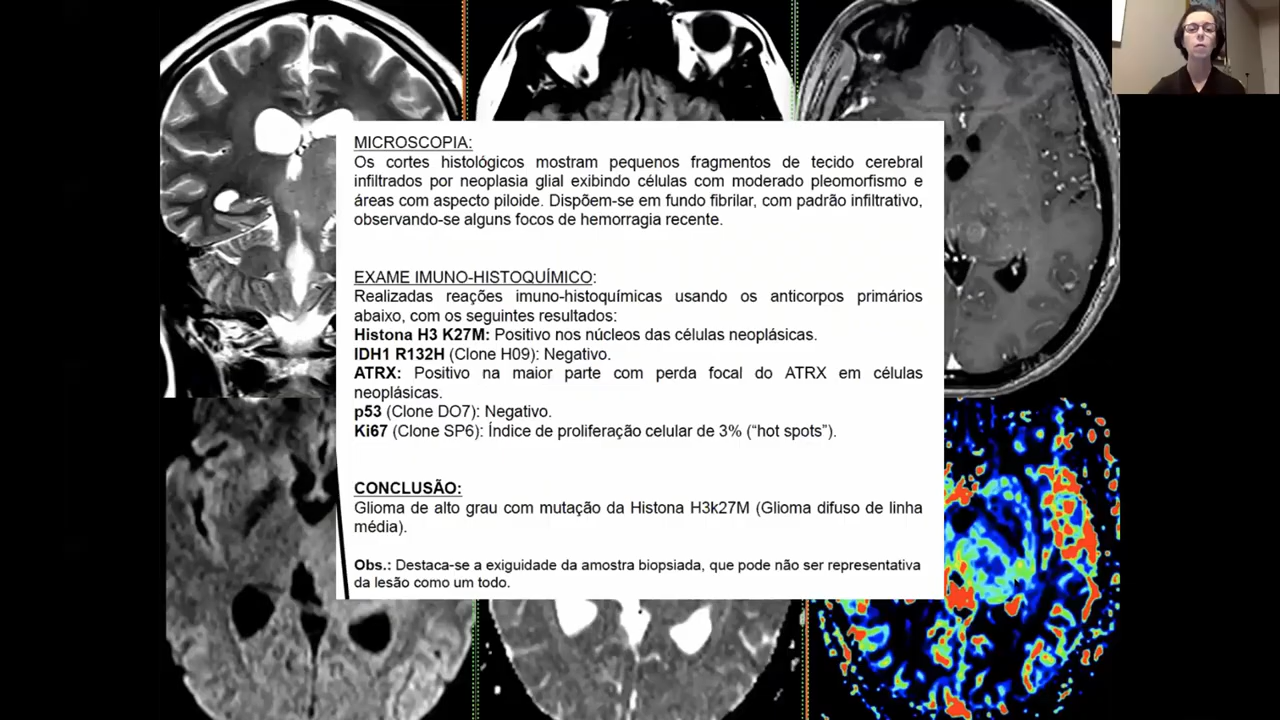 MICROSCOPIA:
Os cortes histológicos mostram pequenos fragmentos de tecido cerebral
infiltrados por neoplasia glial exibindo células com moderado pleomorfismo e
áreas com aspecto piloide. Dispõem-se em fundo fibrilar, com padrão infiltrativo,
observando-se alguns focos de hemorragia recente.
EXAME IMUNO-HISTOQUÍMICO:
Realizadas reações imuno-histoquímicas usando os anticorpos primários
abaixo, com os seguintes resultados:
Histona H3 K27M: Positivo nos núcleos das células neoplásicas.
IDH1 R132H (Clone H09): Negativo.
ATRX: Positivo na maior parte com perda focal do ATRX em células
neoplásicas.
p53 (Clone DO7): Negativo.
Ki67 (Clone SP6): Índice de proliferação celular de 3% (“hot spots”).
CONCLUSÃO:
Glioma de alto grau com mutação da Histona H3k27M (Glioma difuso de linha
média).
Obs.: Destaca-se a exiguidade da amostra biopsiada, que pode não ser representativa
da lesão como um todo.